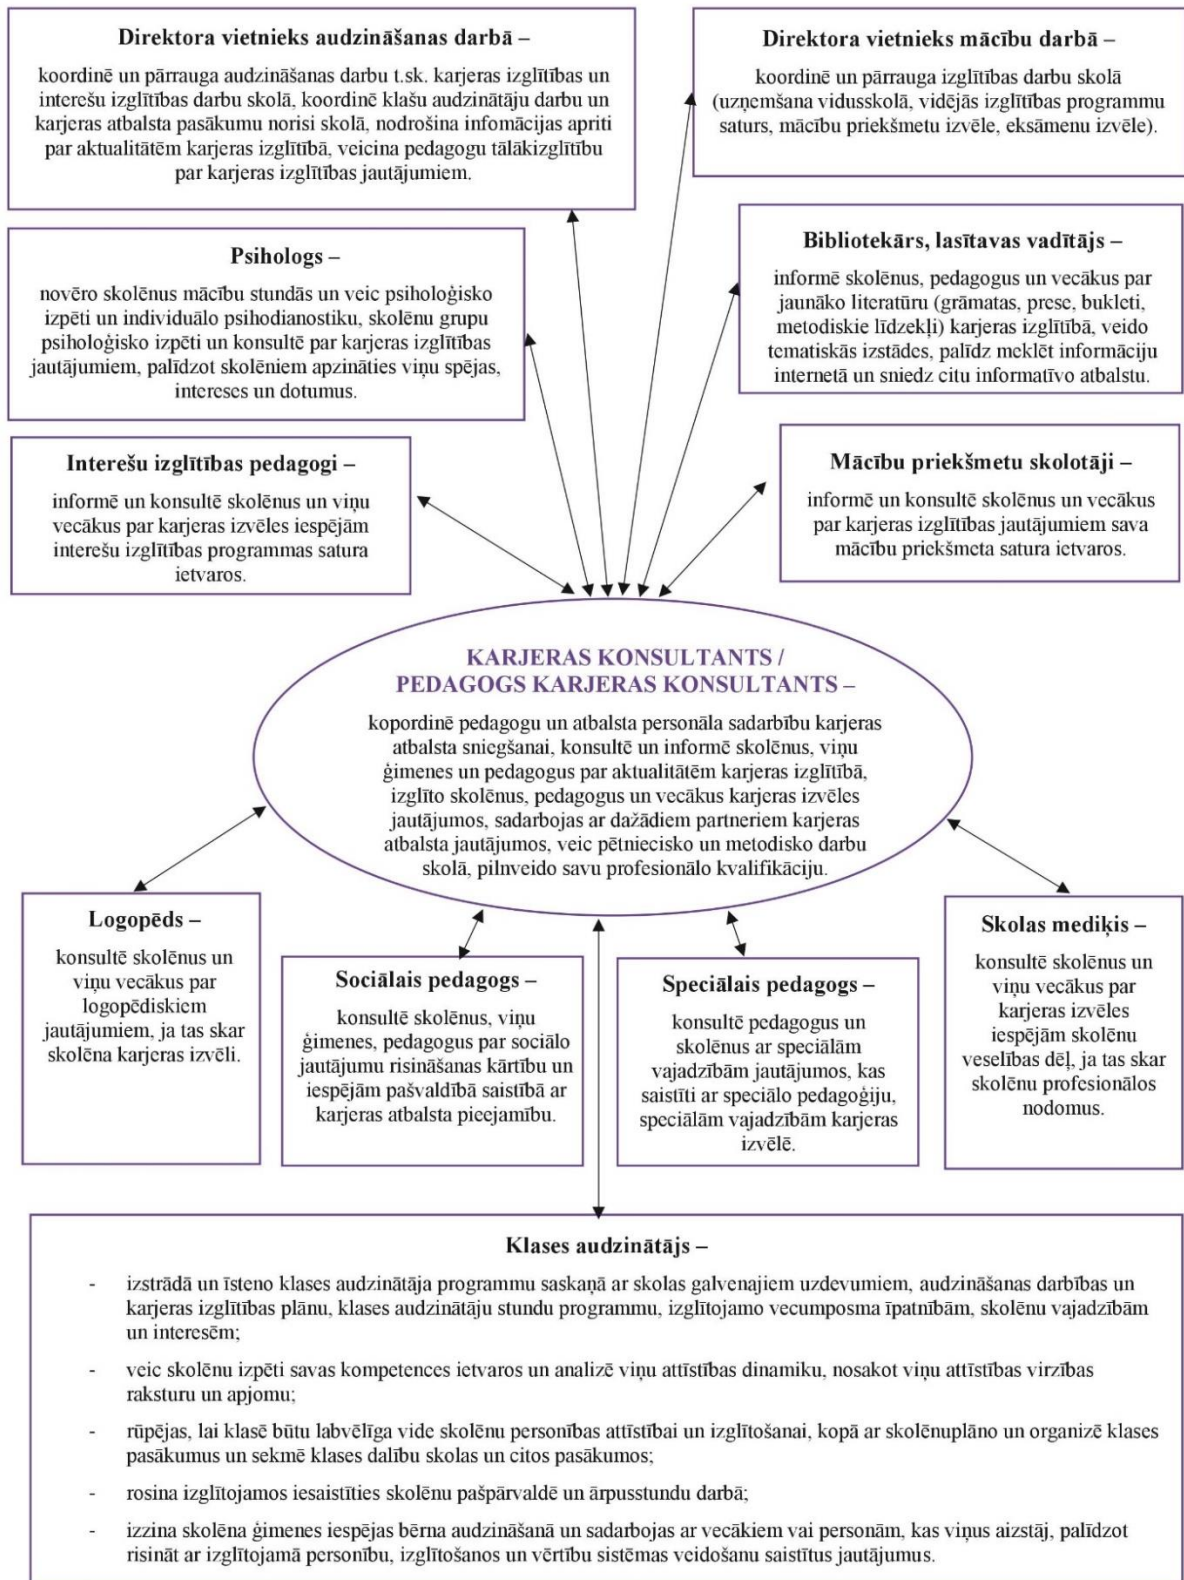 Direktora vietnieks audzināšanas darbā –
koordinē un pārrauga audzināšanas darbu t.sk. karjeras izglītības un
interešu izglītības darbu skolā, koordinē klašu audzinātāju darbu un
karjeras atbalsta pasākumu norisi skolā, nodrošina infomācijas apriti
par aktualitātēm karjeras izglītībā, veicina pedagogu tālākizglītību
par karjeras izglītības jautājumiem.
Direktora vietnieks mācību darbā –
koordinē un pārrauga izglītības darbu skolā
(uzņemšana vidusskolā, vidējās izglītības programmu
saturs, mācību priekšmetu izvēle, eksāmenu izvēle).
Psihologs –
novēro skolēnus mācību stundās un veic psiholoģisko
izpēti un individuālo psihodianostiku, skolēnu grupu
psiholoģisko izpēti un konsultē par karjeras izglītības
jautājumiem, palīdzot skolēniem apzināties viņu spējas,
intereses un dotumus.
Bibliotekārs, lasītavas vadītājs –
informē skolēnus, pedagogus un vecākus par
jaunāko literatūru (grāmatas, prese, bukleti,
metodiskie līdzekļi) karjeras izglītībā, veido
tematiskās izstādes, palīdz meklēt informāciju
internetā un sniedz citu informatīvo atbalstu.
Interešu izglītības pedagogi –
informē un konsultē skolēnus un viņu
vecākus par karjeras izvēles iespējām
interešu izglītības programmas satura
ietvaros.
Mācību priekšmetu skolotāji –
informē un konsultē skolēnus un vecākus
par karjeras izglītības jautājumiem sava
mācību priekšmeta satura ietvaros.
KARJERAS KONSULTANTS /
PEDAGOGS KARJERAS KONSULTANTS –
kopordinē pedagogu un atbalsta personāla sadarbību karjeras
atbalsta sniegšanai, konsultē un informē skolēnus, viņu
ģimenes un pedagogus par aktualitātēm karjeras izglītībā,
izglīto skolēnus, pedagogus un vecākus karjeras izvēles
jautājumos, sadarbojas ar dažādiem partneriem karjeras
atbalsta jautājumos, veic pētniecisko un metodisko darbu
skolā, pilnveido savu profesionālo kvalifikāciju.
Logopēds –
konsultē skolēnus un
viņu vecākus par
logopēdiskiem
jautājumiem, ja tas skar
skolēna karjeras izvēli.
Sociālais pedagogs –
konsultē skolēnus, viņu
ģimenes, pedagogus par sociālo
jautājumu risināšanas kārtību un
iespējām pašvaldībā saistībā ar
karjeras atbalsta pieejamību.
Speciālais pedagogs –
konsultē pedagogus un
skolēnus ar speciālām
vajadzībām jautājumos, kas
saistīti ar speciālo pedagoģiju,
speciālām vajadzībām karjeras
izvēlē.
Skolas mediķis –
konsultē skolēnus un
viņu vecākus par
karjeras izvēles
iespējām skolēnu
veselības dēļ, ja tas skar
skolēnu profesionālos
nodomus.
Klases audzinātājs –
- izstrādā un īsteno klases audzinātāja programmu saskaņā ar skolas galvenajiem uzdevumiem, audzināšanas darbības un
karjeras izglītības plānu, klases audzinātāju stundu programmu, izglītojamo vecumposma īpatnībām, skolēnu vajadzībām
un interesēm;
- veic skolēnu izpēti savas kompetences ietvaros un analizē viņu attīstības dinamiku, nosakot viņu attīstības virzības
raksturu un apjomu;
- rūpējas, lai klasē būtu labvēlīga vide skolēnu personības attīstībai un izglītošanai, kopā ar skolēnuplāno un organizē klases
pasākumus un sekmē klases dalību skolas un citos pasākumos;
- rosina izglītojamos iesaistīties skolēnu pašpārvaldē un ārpusstundu darbā;
- izzina skolēna ģimenes iespējas bērna audzināšanā un sadarbojas ar vecākiem vai personām, kas viņus aizstāj, palīdzot
risināt ar izglītojamā personību, izglītošanos un vērtību sistēmas veidošanu saistītus jautājumus.